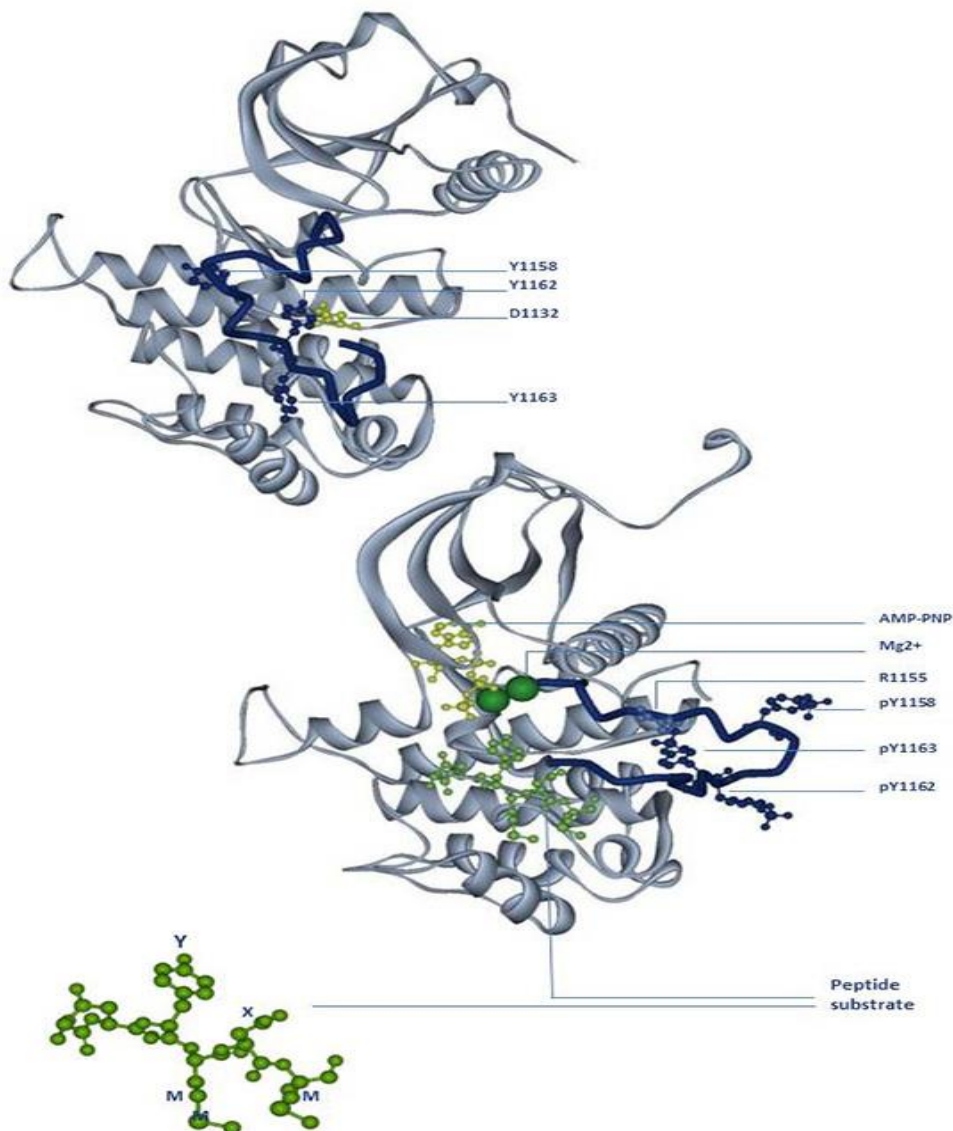 Y1158
Y1162
D1132
Y1163
AMP-PNP
Mg2+
R1155
pY1158
pY1163
pY1162
Peptide
substrate
Y
X
M
M
M